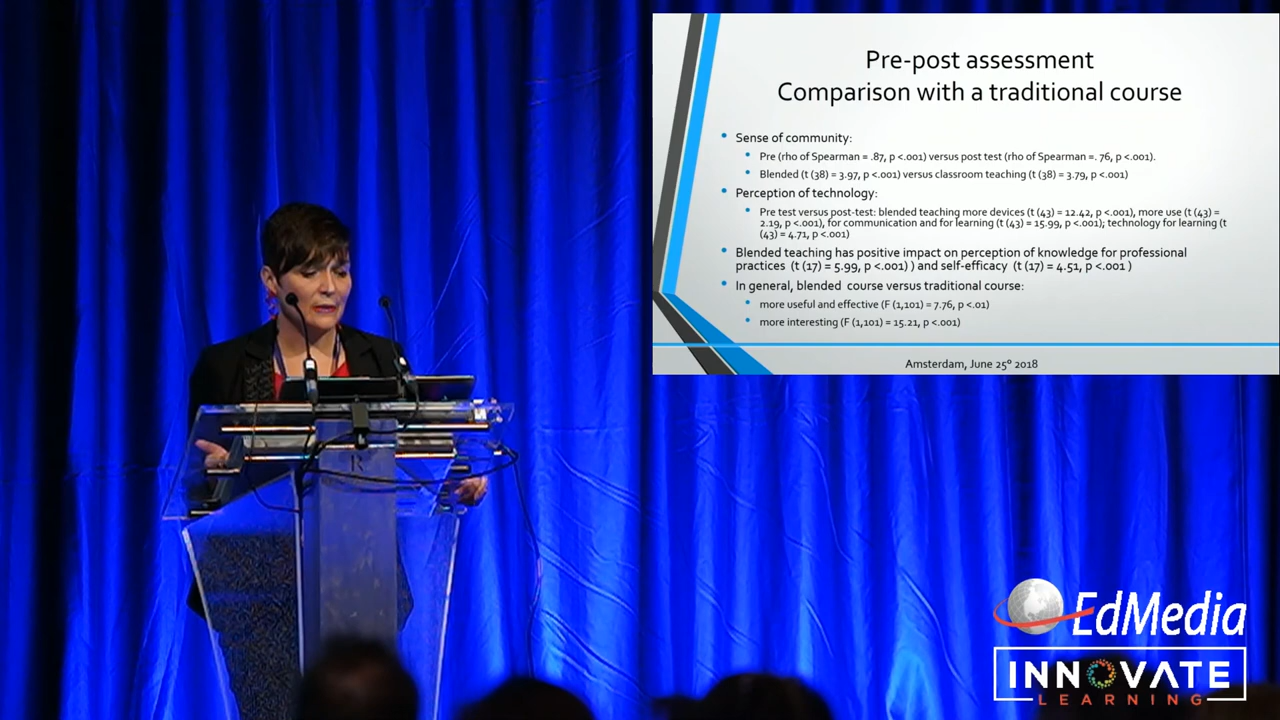 Pre-post assessment
Comparison with a traditional course
• Sense of community:
• Pre (rho of Spearman = .87, p <.001) versus post test (rho of Spearman =. 76, p <.001).
• Blended (t (38) = 3.97, p <.001) versus classroom teaching (t (38) = 3.79, p <.001)
• Perception of technology:
• Pre test versus post-test: blended teaching more devices (t (43) = 12.42, p <.001), more use (t (43) =
2.19, p <.001), for communication and for learning (t (43) = 15.99, p <.001); technology for learning (t
(43) = 4.71, p <.001)
• Blended teaching has positive impact on perception of knowledge for professional
practices (t (17) = 5.99, p <.001) ) and self-efficacy (t (17) = 4.51, p <.001 )
• In general, blended course versus traditional course:
• more useful and effective (F (1,101) = 7.76, p <.01)
• more interesting (F (1,101) = 15.21, p <.001)
Amsterdam, June 25º 2018
R
EdMedia
INNOVATE
LEARNING